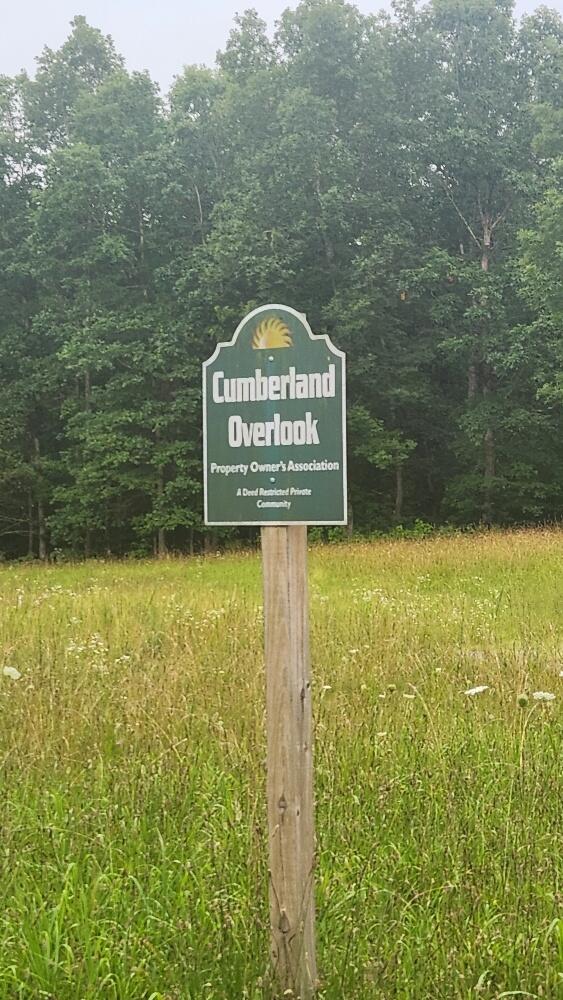 Cumberland
Overlook
Property Owner's Association
A Deed Restricted Private
Community